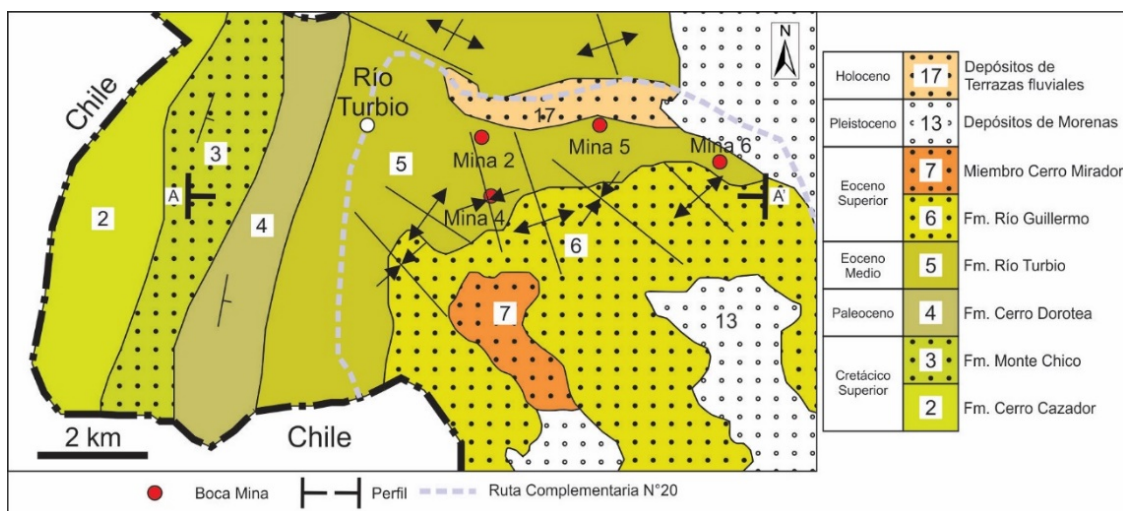 N
Chile
Río
Turbio
17
Mina 2
Mina 5
Mina 6
3
5
A
A'
2
4
Mina 4
6
7
13
2 km
Chile
Holoceno
17
Depósitos de
Terrazas fluviales
Pleistoceno
13
Depósitos de Morenas
Eoceno
Superior
7
Miembro Cerro Mirador
6
Fm. Río Guillermo
Eoceno
Medio
5
Fm. Río Turbio
Paleoceno
4
Fm. Cerro Dorotea
Cretácico
Superior
3
Fm. Monte Chico
2
Fm. Cerro Cazador
Boca Mina
Perfil
Ruta Complementaria N°20